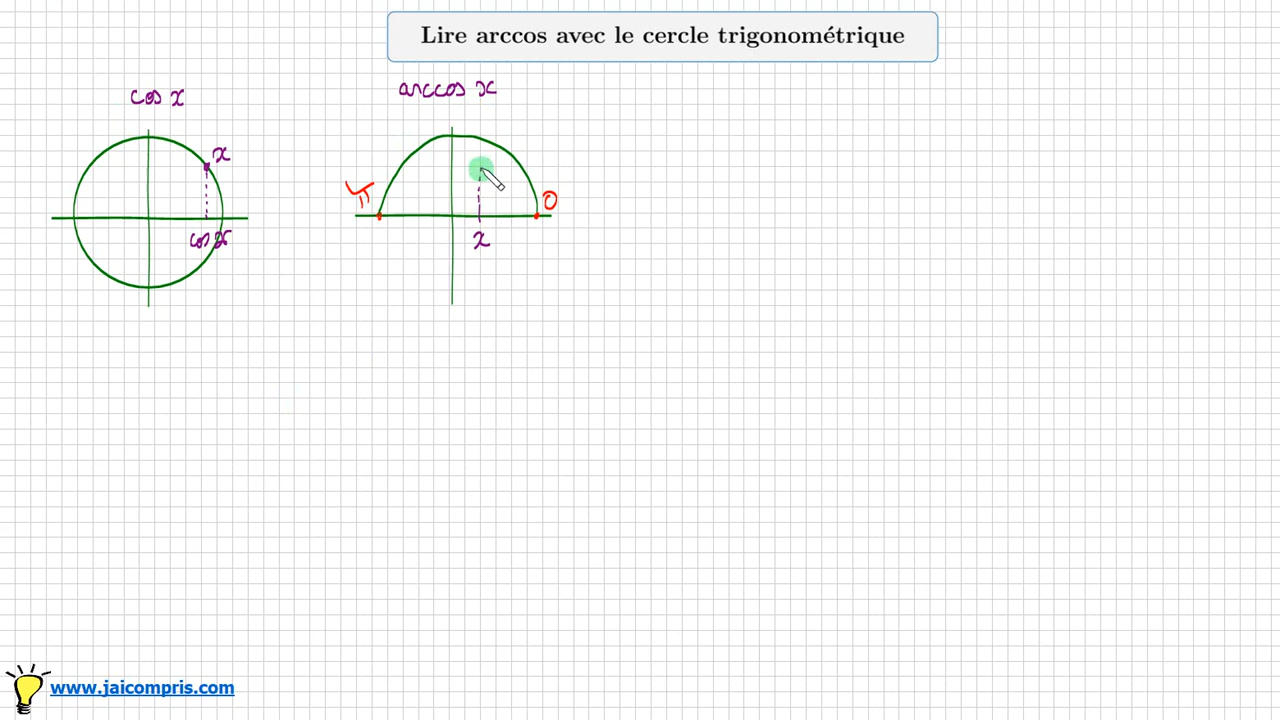 Lire arccos avec le cercle trigonométrique
cos x
arccos x
x
cos x
π
0
x
www.jaicompris.com